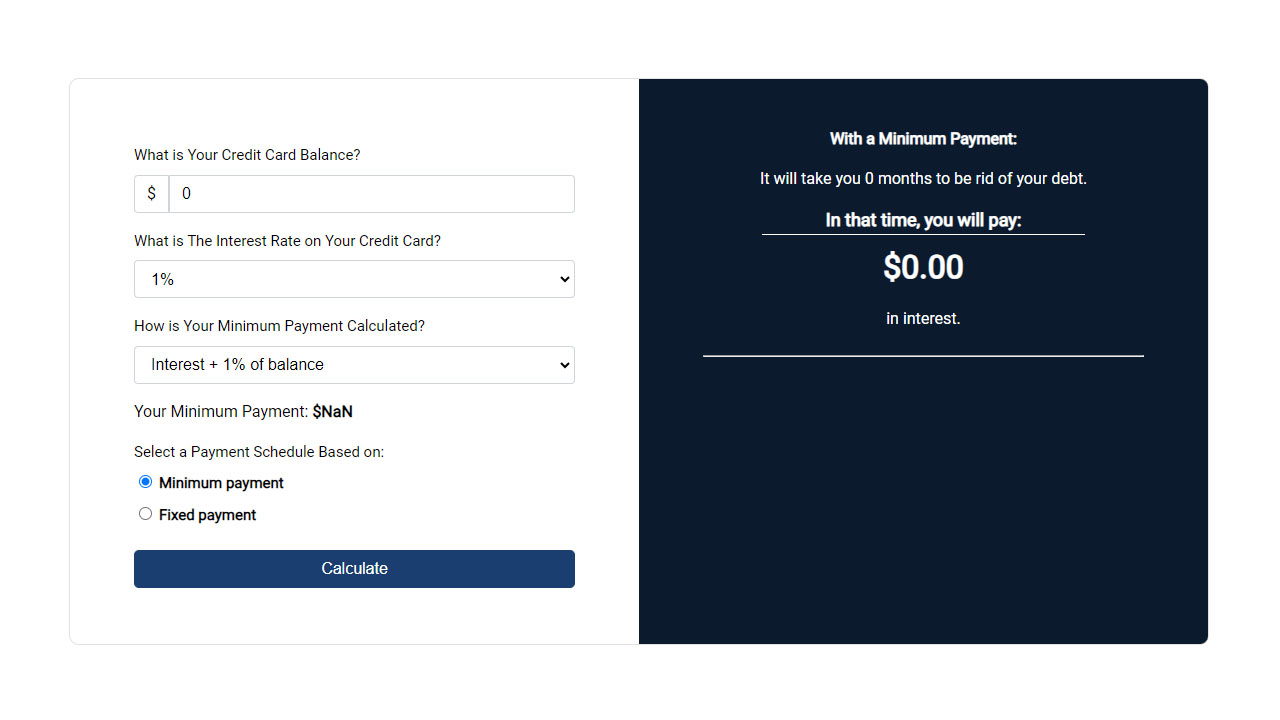 What is Your Credit Card Balance?
$ 0
What is The Interest Rate on Your Credit Card?
1%
How is Your Minimum Payment Calculated?
Interest + 1% of balance
Your Minimum Payment: $NaN
Select a Payment Schedule Based on:
Minimum payment
Fixed payment
Calculate
With a Minimum Payment:
It will take you 0 months to be rid of your debt.
In that time, you will pay:
$0.00
in interest.